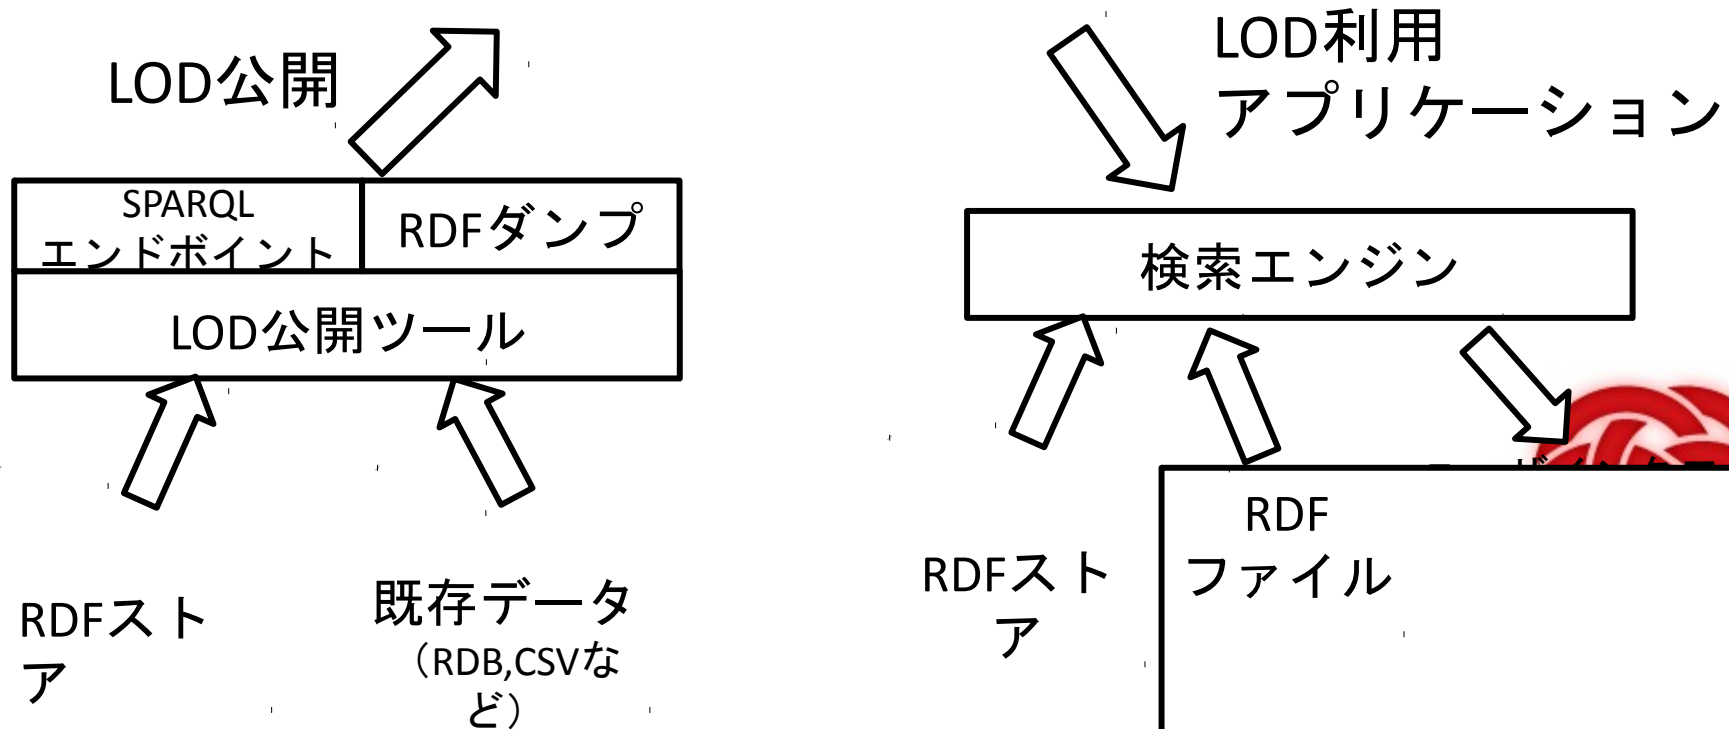 LOD公開
SPARQL
エンドポイント
RDFダンプ
LOD公開ツール
RDFスト
ア
既存データ
（RDB,CSVな
ど）
LOD利用
アプリケーション
検索エンジン
RDFスト
ア
RDF
ファイル